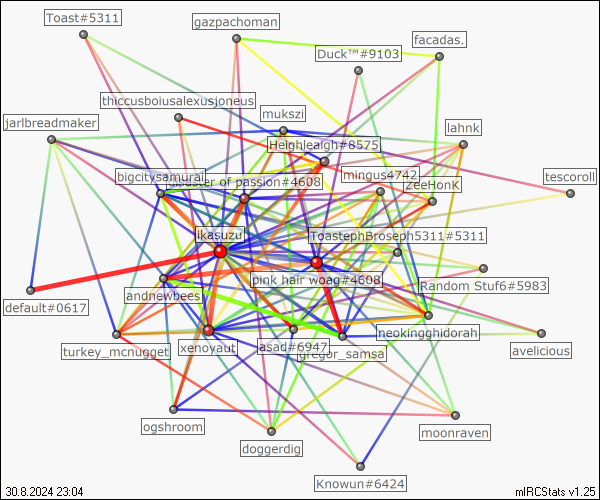 Toast#5311
gazpachoman
facadas.
Duck™#9103
thiccusboiusalexusjoneus
mukszi
jarlbreadmaker
lahnk
Heighleaigh#8575
bigcitysamurai
master of passion#4608
mingus4742
ZeeHonK
tescoroll
ikasuzu
ToastephBroseph5311#5311
pink hair woag#4698
Random Stuf6#5983
andnewbees
default#0617
neokingghidorah
turkey_mcnugget
xenoyaut
asad#6947
gregor_samsa
avelicious
ogshroom
doggerdig
moonraven
Knowun#6424
30.8.2024 23:04
mIRCStats v1.25